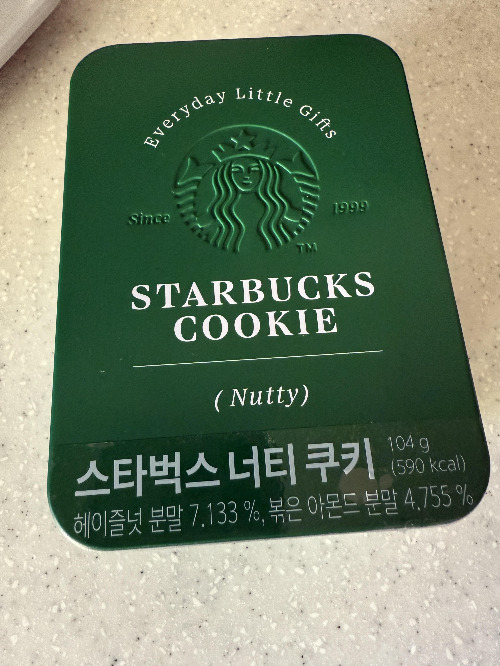 Everyday Little Gifts
Since 1999
TM
STARBUCKS
COOKIE
( Nutty)
스타벅스 너티 쿠키
104 g
(590 kcal)
헤이즐넛 분말 7.133 %, 볶은 아몬드 분말 4.755 %